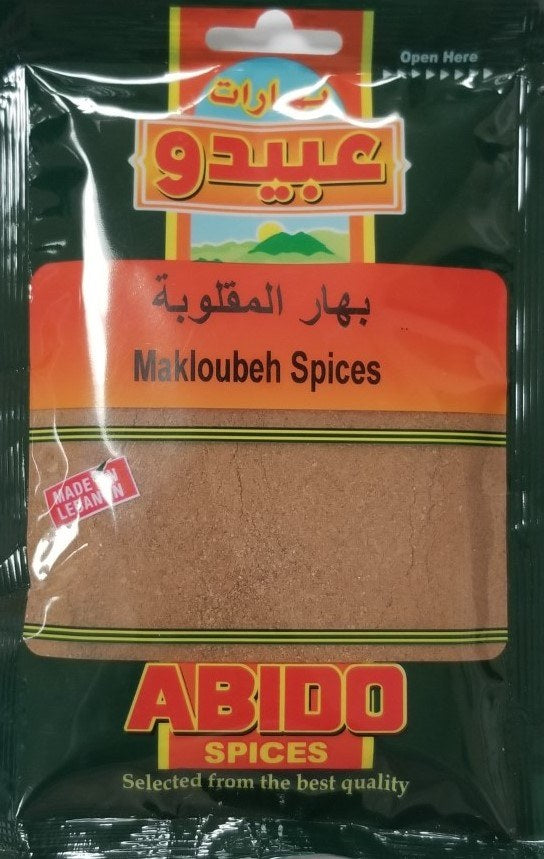 Open Here
بهارات
عبيدو
بهار المقلوبة
Makloubeh Spices
MADE IN
LEBANON
ABIDO
SPICES
Selected from the best quality